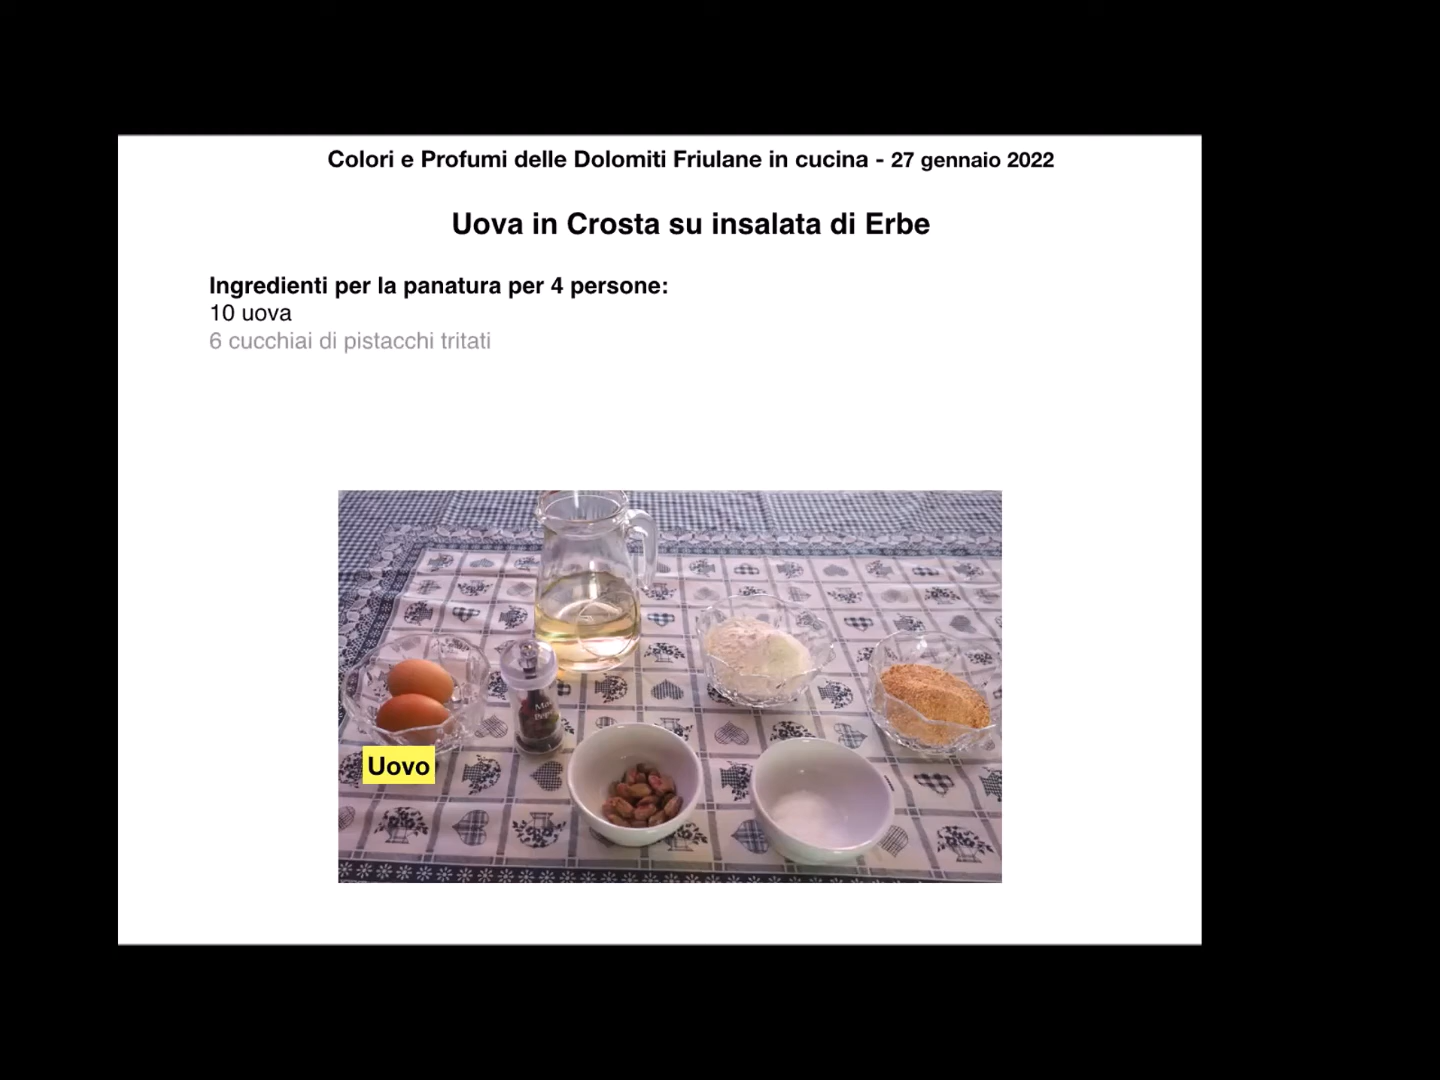 Colori e Profumi delle Dolomiti Friulane in cucina - 27 gennaio 2022
Uova in Crosta su insalata di Erbe
Ingredienti per la panatura per 4 persone:
10 uova
6 cucchiai di pistacchi tritati
Uovo